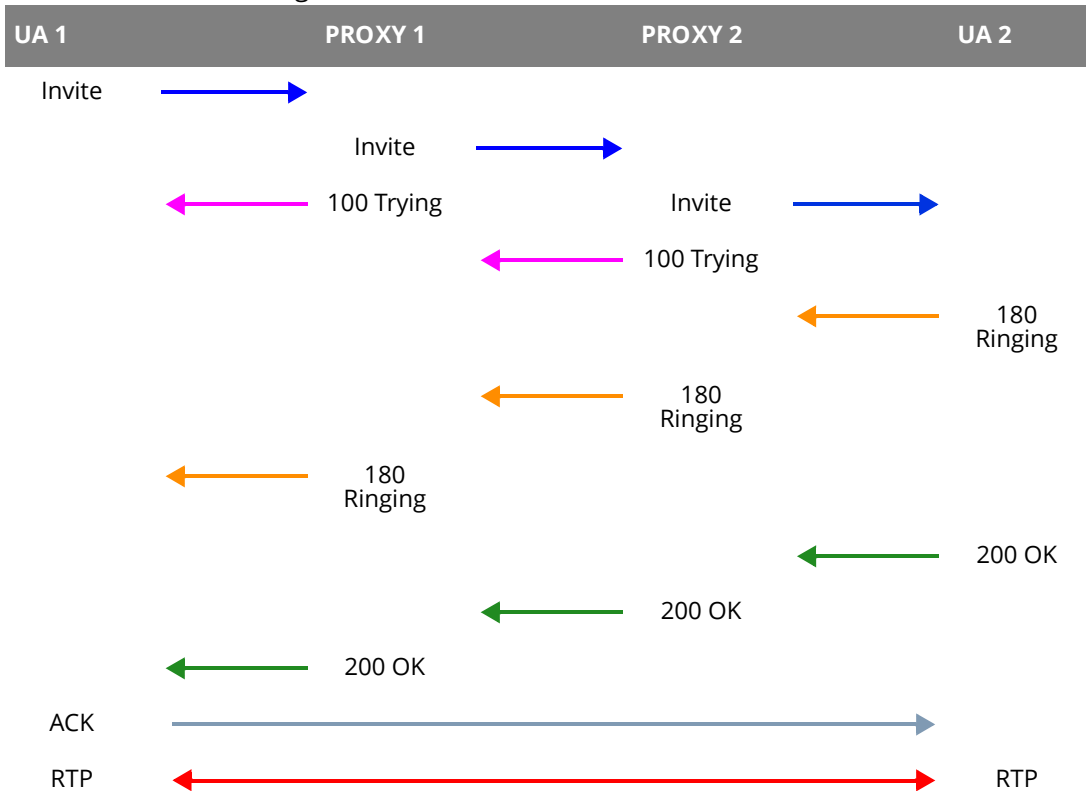 UA 1 PROXY 1 PROXY 2 UA 2
Invite
Invite
100 Trying Invite
100 Trying
180
Ringing
180
Ringing
180
Ringing
200 OK
200 OK
200 OK
ACK
RTP RTP